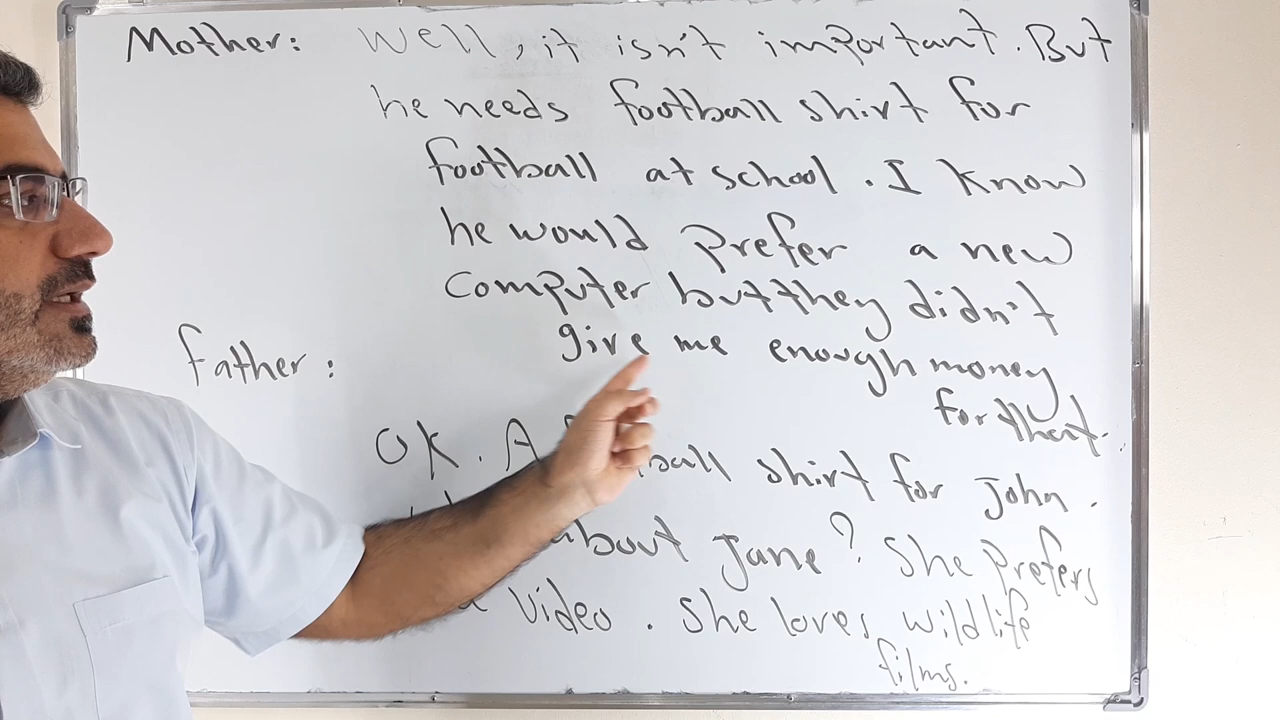 Mother: Well, it isn't important. But
he needs football shirt for
football at school. I know
he would prefer a new
computer but they didn't
give me enough money
for that.
Father:
OK. A ball shirt for John.
about Jane? She prefers
a video. She loves wildlife
films.